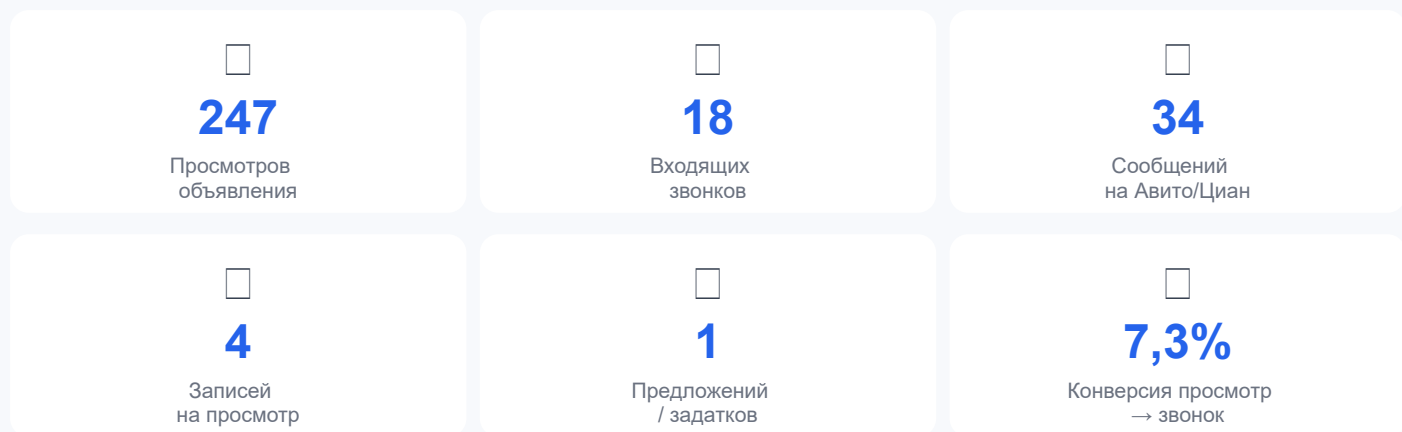 247
Просмотров
объявления
18
Входящих
звонков
34
Сообщений
на Авито/Циан
4
Записей
на просмотр
1
Предложений
/ задатков
7,3%
Конверсия просмотр
→ звонок